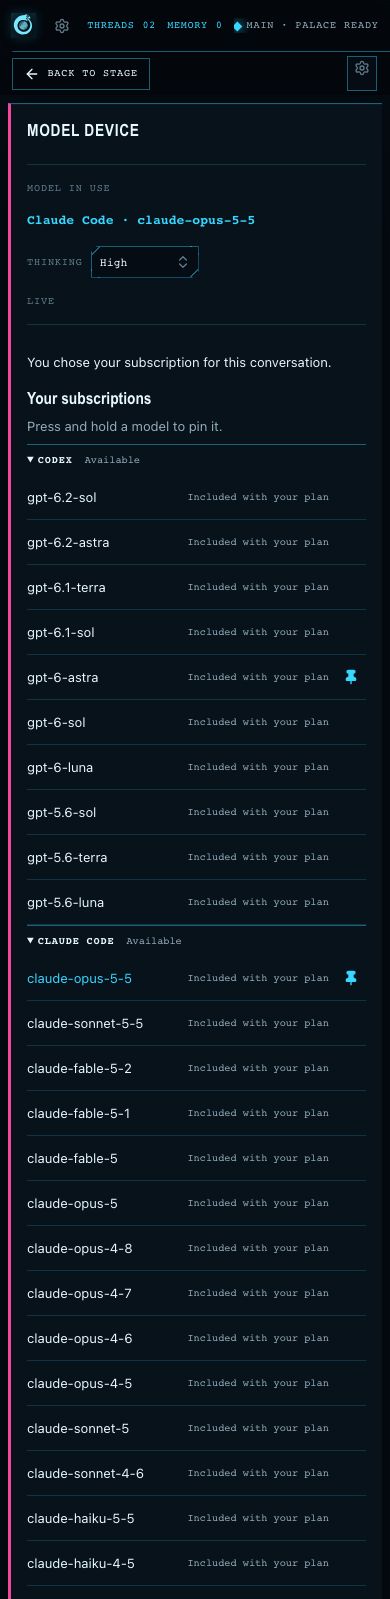 THREADS 02 MEMORY 0 MAIN · PALACE READY
BACK TO STAGE
MODEL DEVICE
MODEL IN USE
Claude Code · claude-opus-5-5
THINKING High
LIVE
You chose your subscription for this conversation.
Your subscriptions
Press and hold a model to pin it.
CODEX Available
gpt-6.2-sol Included with your plan
gpt-6.2-astra Included with your plan
gpt-6.1-terra Included with your plan
gpt-6.1-sol Included with your plan
gpt-6-astra Included with your plan
gpt-6-sol Included with your plan
gpt-6-luna Included with your plan
gpt-5.6-sol Included with your plan
gpt-5.6-terra Included with your plan
gpt-5.6-luna Included with your plan
CLAUDE CODE Available
claude-opus-5-5 Included with your plan
claude-sonnet-5-5 Included with your plan
claude-fable-5-2 Included with your plan
claude-fable-5-1 Included with your plan
claude-fable-5 Included with your plan
claude-opus-5 Included with your plan
claude-opus-4-8 Included with your plan
claude-opus-4-7 Included with your plan
claude-opus-4-6 Included with your plan
claude-opus-4-5 Included with your plan
claude-sonnet-5 Included with your plan
claude-sonnet-4-6 Included with your plan
claude-haiku-5-5 Included with your plan
claude-haiku-4-5 Included with your plan